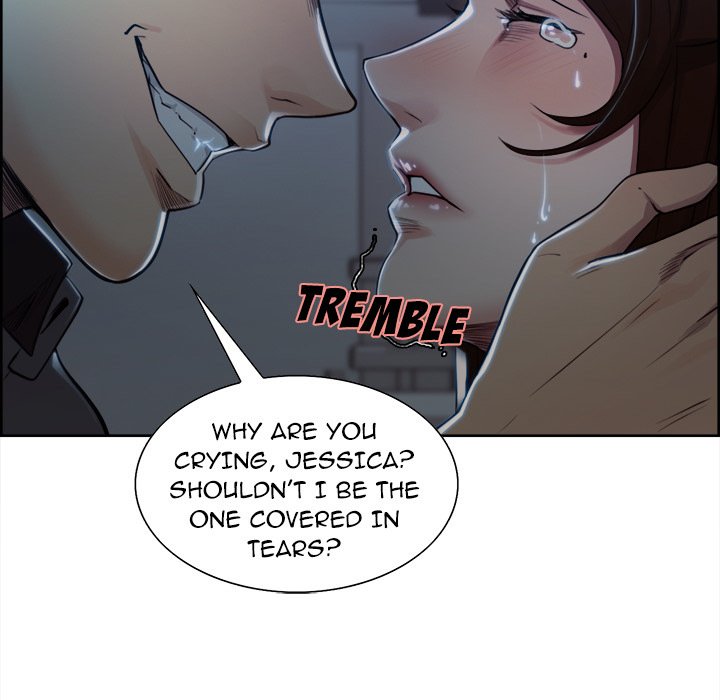 TREMBLE
WHY ARE YOU
CRYING, JESSICA?
SHOULDN'T I BE THE
ONE COVERED IN
TEARS?